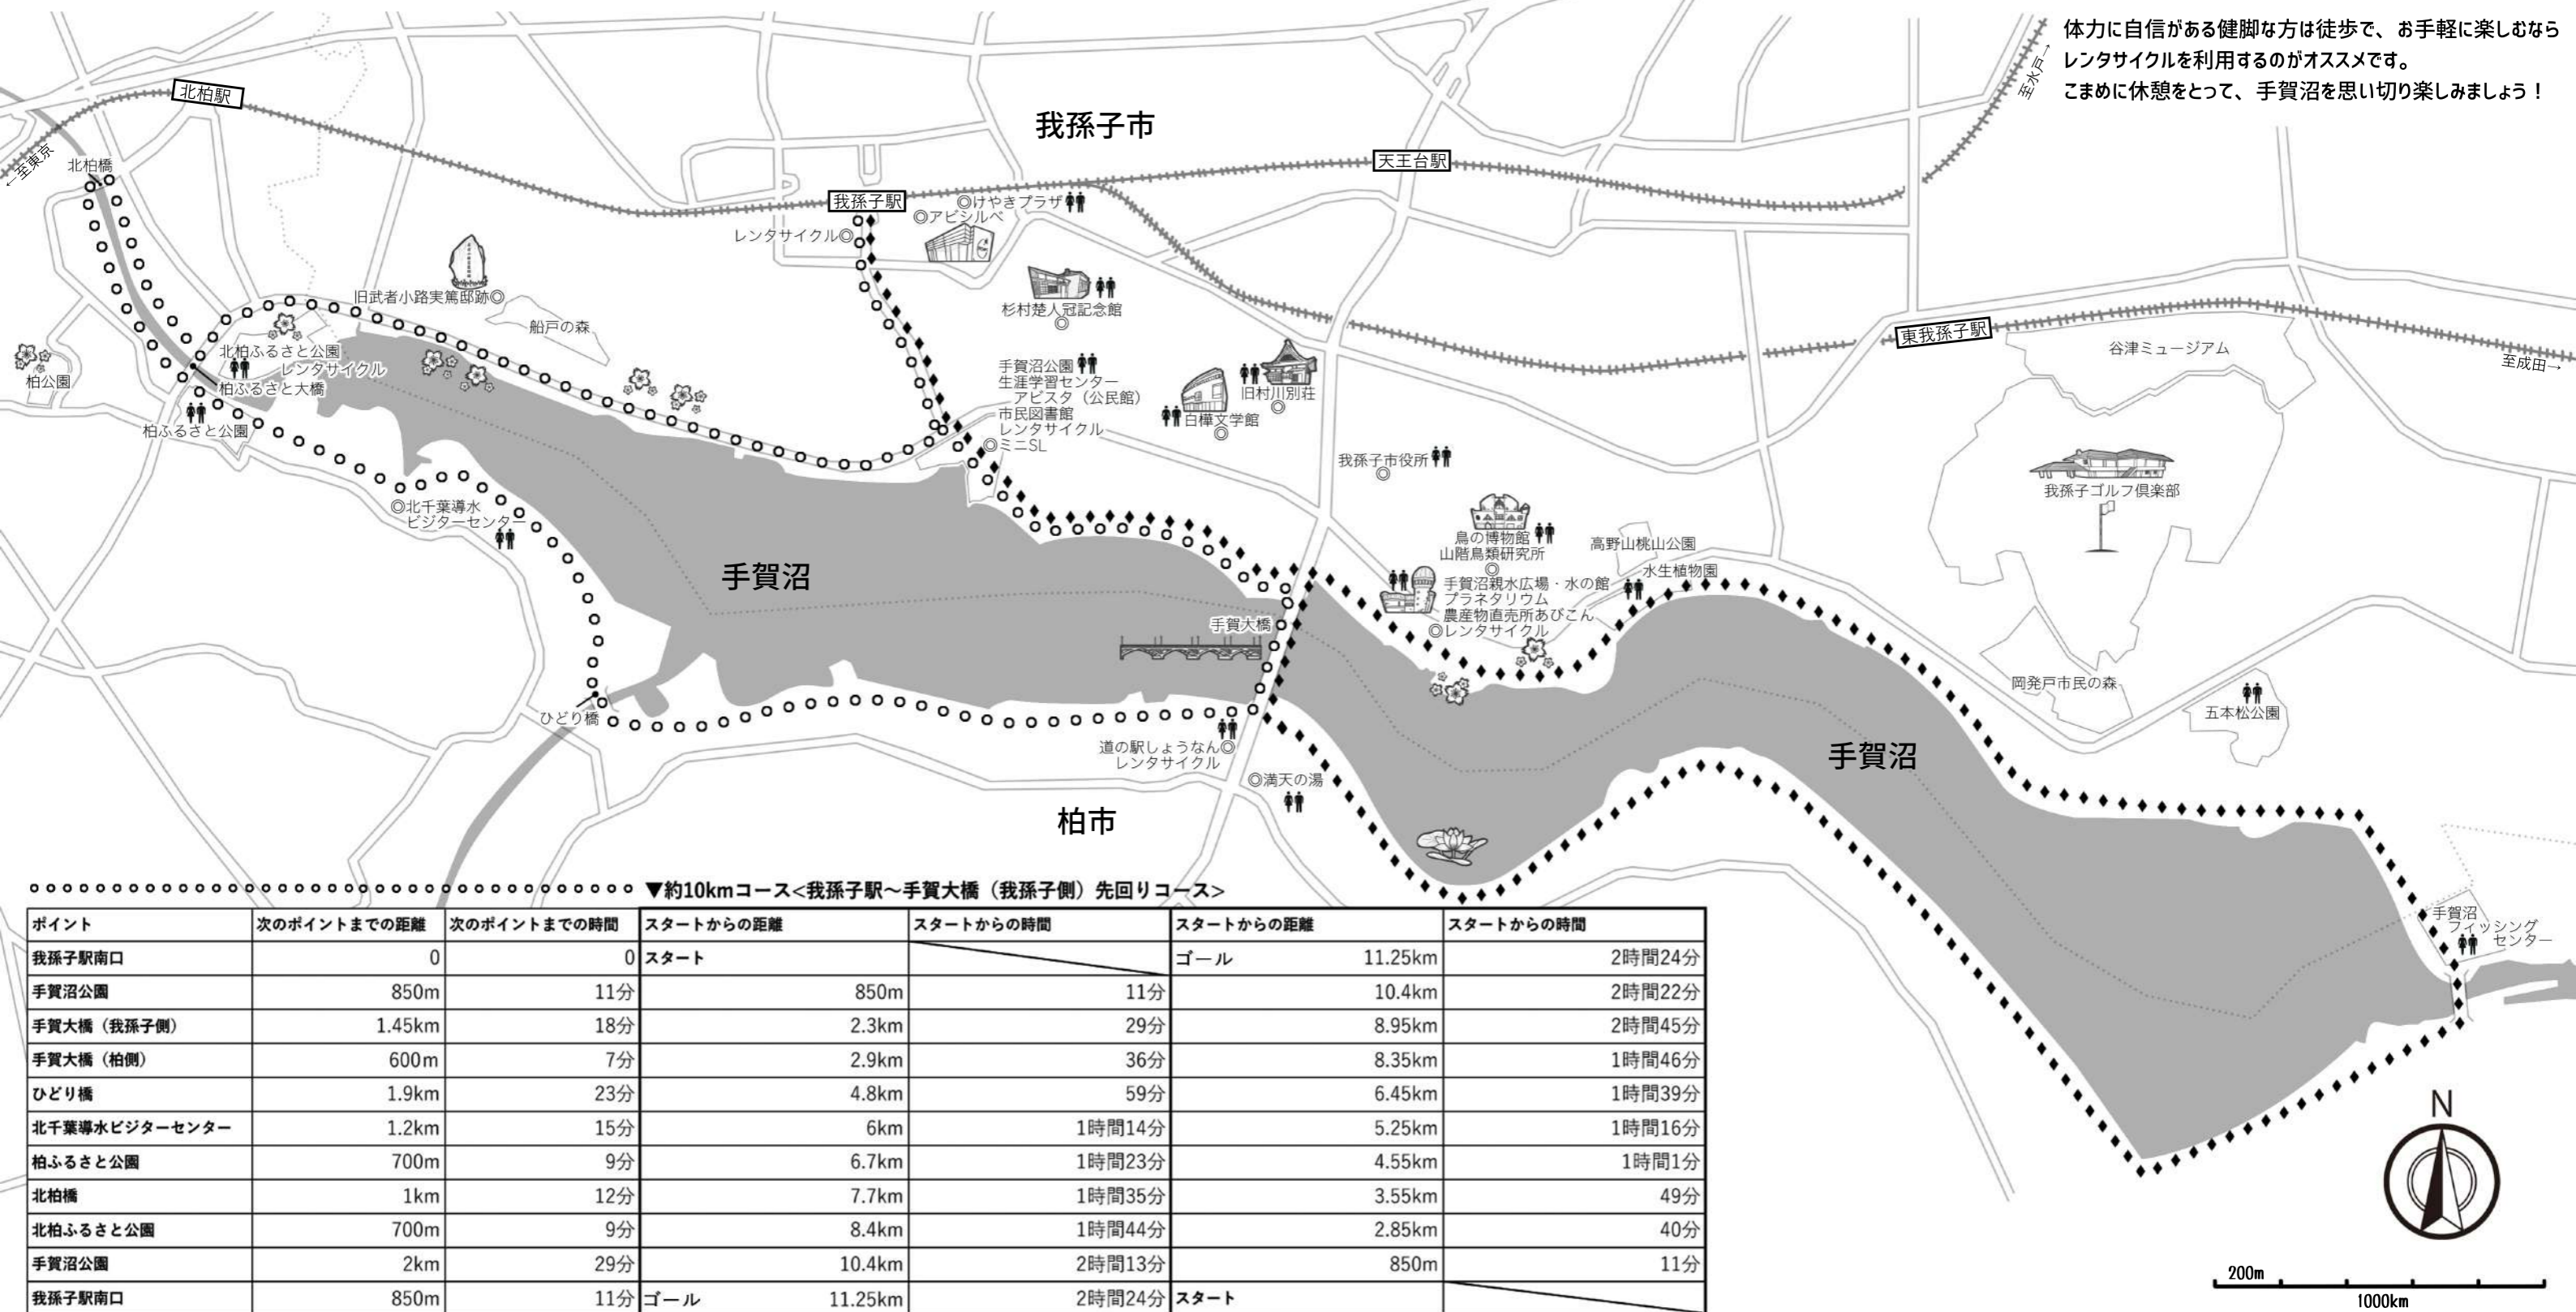 体力に自信がある健脚な方は徒歩で、お手軽に楽しむなら
レンタサイクルを利用するのがオススメです。
こまめに休憩をとって、手賀沼を思い切り楽しみましょう！
至水戸→
北柏駅
我孫子市
←至東京
北柏橋
天王台駅
我孫子駅
◎けやきプラザ
◎アビシルベ
レンタサイクル◎
旧武者小路実篤邸跡◎
船戸の森
杉村楚人冠記念館
◎
東我孫子駅
谷津ミュージアム
至成田→
北柏ふるさと公園
レンタサイクル
柏ふるさと大橋
柏公園
柏ふるさと公園
手賀沼公園
生涯学習センター
アビスタ（公民館）
市民図書館
レンタサイクル
◎ミニSL
旧村川別荘
◎
白樺文学館
◎
我孫子市役所
◎
我孫子ゴルフ倶楽部
◎北千葉導水
ビジターセンター
鳥の博物館
山階鳥類研究所
◎
高野山桃山公園
水生植物園
手賀沼親水広場・水の館
プラネタリウム
農産物直売所あびこん
◎レンタサイクル
手賀沼
手賀大橋
岡発戸市民の森
五本松公園
ひどり橋
道の駅しょうなん◎
レンタサイクル
◎満天の湯
手賀沼
柏市
手賀沼
フィッシング
センター
▼約10kmコース<我孫子駅～手賀大橋（我孫子側）先回りコース>
ポイント 次のポイントまでの距離 次のポイントまでの時間 スタートからの距離 スタートからの時間 スタートからの距離 スタートからの時間
我孫子駅南口 0 0 スタート ゴール 11.25km 2時間24分
手賀沼公園 850m 11分 850m 11分 10.4km 2時間22分
手賀大橋（我孫子側） 1.45km 18分 2.3km 29分 8.95km 2時間45分
手賀大橋（柏側） 600m 7分 2.9km 36分 8.35km 1時間46分
ひどり橋 1.9km 23分 4.8km 59分 6.45km 1時間39分
北千葉導水ビジターセンター 1.2km 15分 6km 1時間14分 5.25km 1時間16分
柏ふるさと公園 700m 9分 6.7km 1時間23分 4.55km 1時間1分
北柏橋 1km 12分 7.7km 1時間35分 3.55km 49分
北柏ふるさと公園 700m 9分 8.4km 1時間44分 2.85km 40分
手賀沼公園 2km 29分 10.4km 2時間13分 850m 11分
我孫子駅南口 850m 11分 ゴール 11.25km 2時間24分 スタート
N
200m
1000km